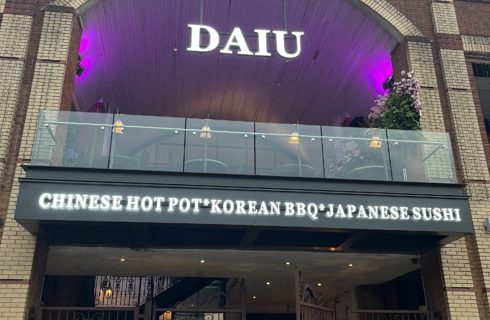 DAIU
CHINESE HOT POT*KOREAN BBQ*JAPANESE SUSHI